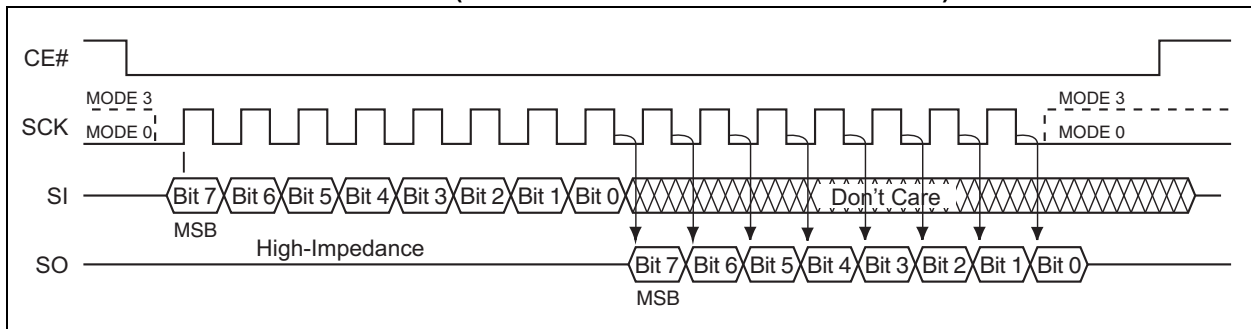 CE#
MODE 3
SCK MODE 0
MODE 3
MODE 0
SI Bit 7 Bit 6 Bit 5 Bit 4 Bit 3 Bit 2 Bit 1 Bit 0 Don't Care
MSB
High-Impedance
SO Bit 7 Bit 6 Bit 5 Bit 4 Bit 3 Bit 2 Bit 1 Bit 0
MSB